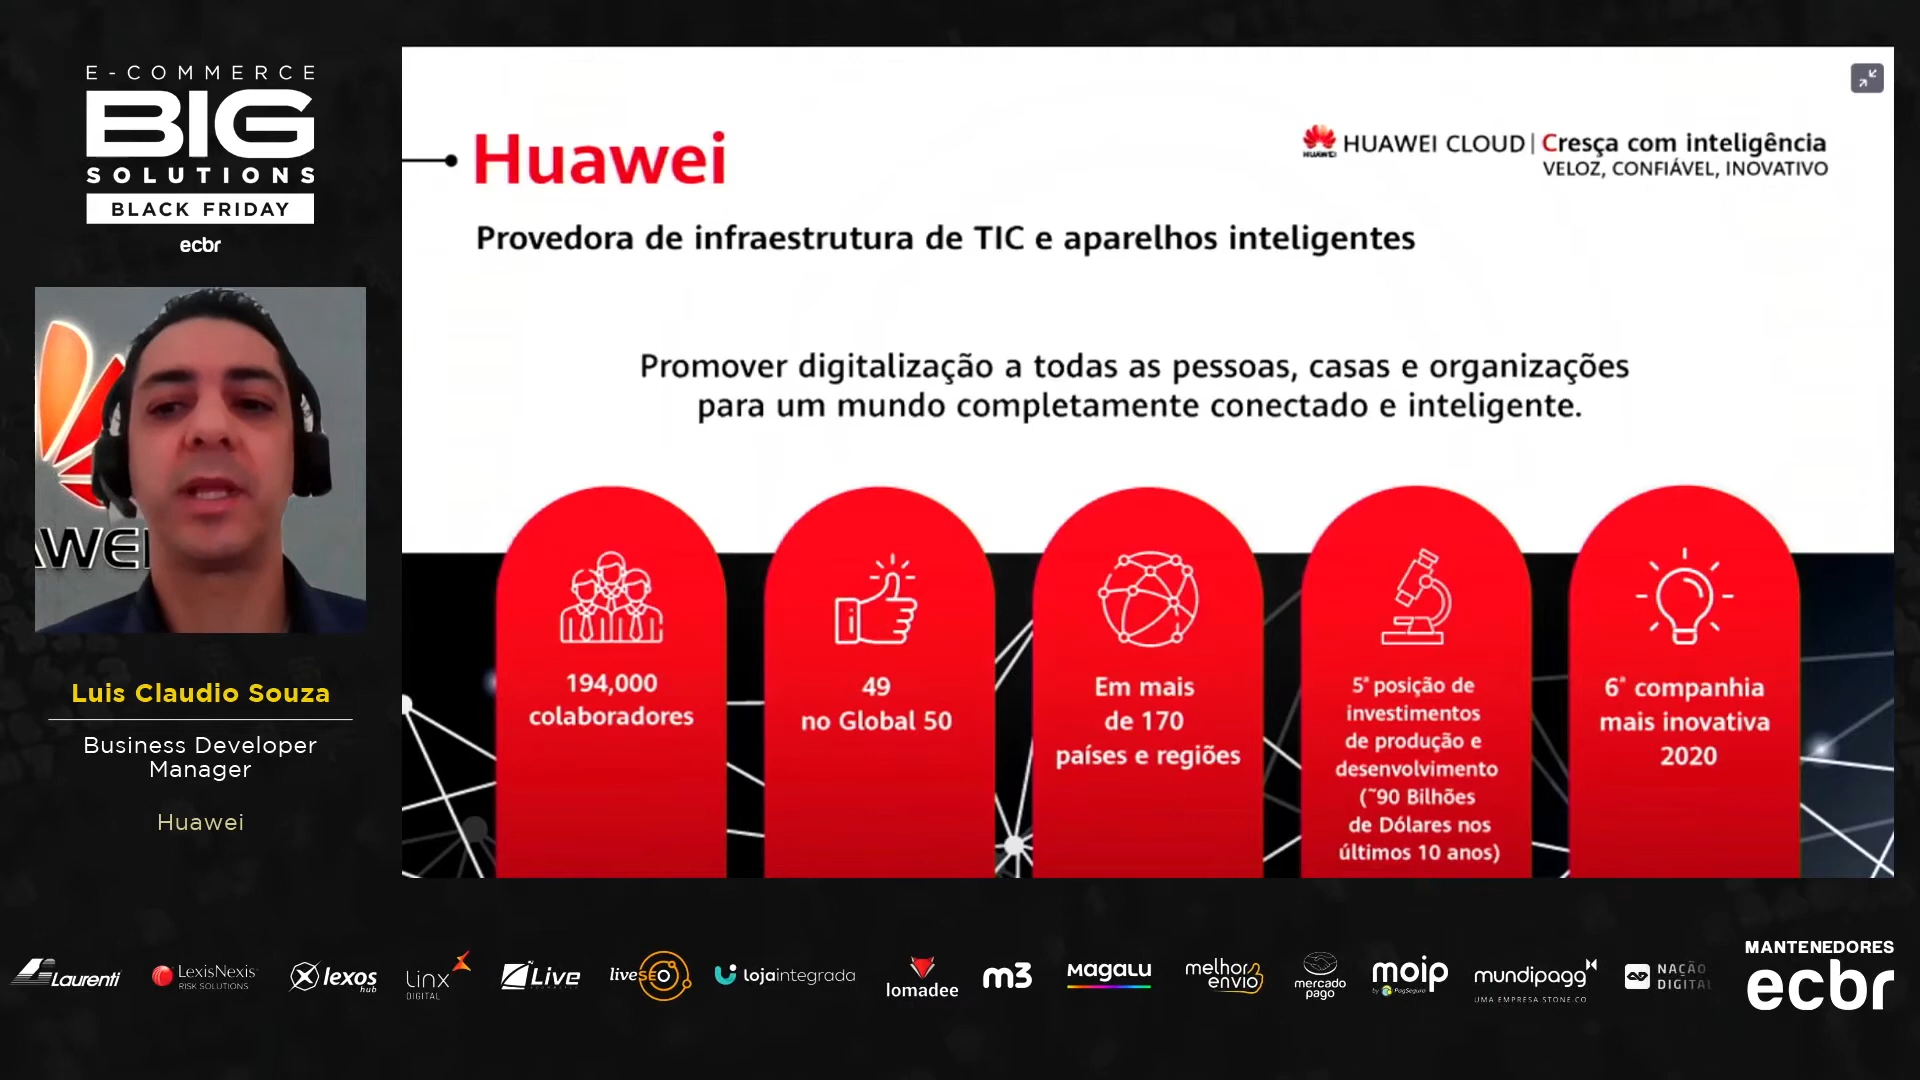 E-COMMERCE
BIG
SOLUTIONS
BLACK FRIDAY
ecbr
AWEI
Luis Claudio Souza
Business Developer
Manager
Huawei
Huawei
HUAWEI
HUAWEI CLOUD | Cresça com inteligência
VELOZ, CONFIÁVEL, INOVATIVO
Provedora de infraestrutura de TIC e aparelhos inteligentes
Promover digitalização a todas as pessoas, casas e organizações
para um mundo completamente conectado e inteligente.
194,000
colaboradores
49
no Global 50
Em mais
de 170
países e regiões
5ª posição de
investimentos
de produção e
desenvolvimento
(~90 Bilhões
de Dólares nos
últimos 10 anos)
6ª companhia
mais inovativa
2020
Laurenti
LexisNexis
RISK SOLUTIONS
lexos
hub
Linx
DIGITAL
Live
liveSEO
lojaintegrada
lomadee
m3
MAGALU
melhor
envio
mercado
pago
moip
by PagSeguro
mundipagg
UMA EMPRESA STONE.CO
NAÇÃO
DIGITAL
MANTENEDORES
ecbr